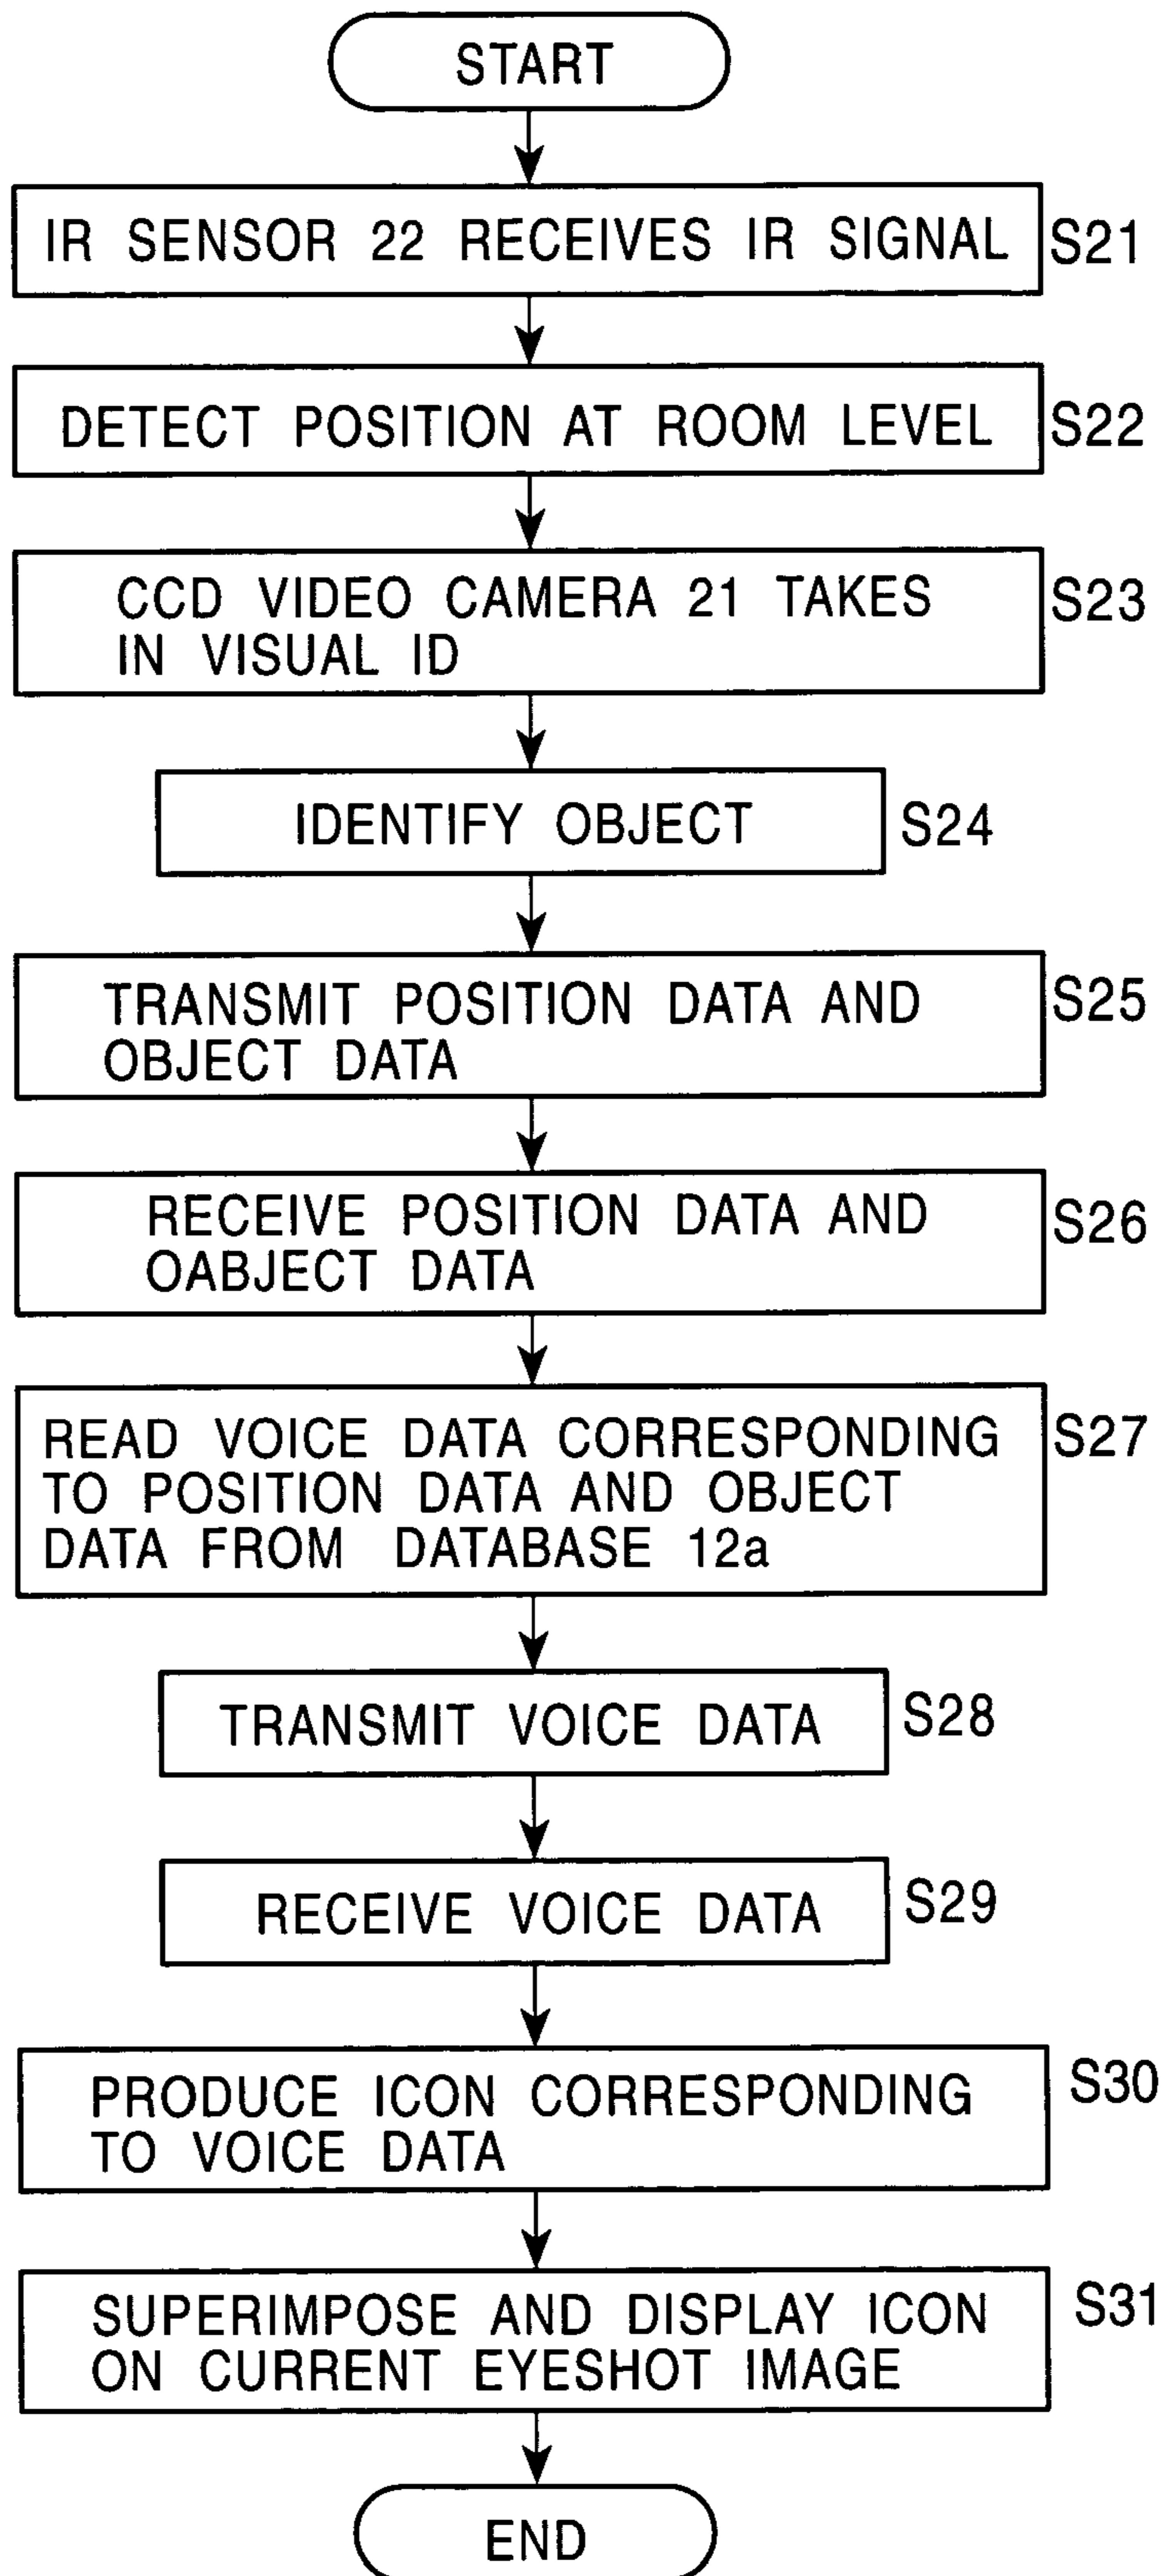 START
IR SENSOR 22 RECEIVES IR SIGNAL S21
DETECT POSITION AT ROOM LEVEL S22
CCD VIDEO CAMERA 21 TAKES S23
IN VISUAL ID
IDENTIFY OBJECT S24
TRANSMIT POSITION DATA AND S25
OBJECT DATA
RECEIVE POSITION DATA AND S26
OABJECT DATA
READ VOICE DATA CORRESPONDING S27
TO POSITION DATA AND OBJECT
DATA FROM DATABASE 12a
TRANSMIT VOICE DATA S28
RECEIVE VOICE DATA S29
PRODUCE ICON CORRESPONDING S30
TO VOICE DATA
SUPERIMPOSE AND DISPLAY ICON S31
ON CURRENT EYESHOT IMAGE
END